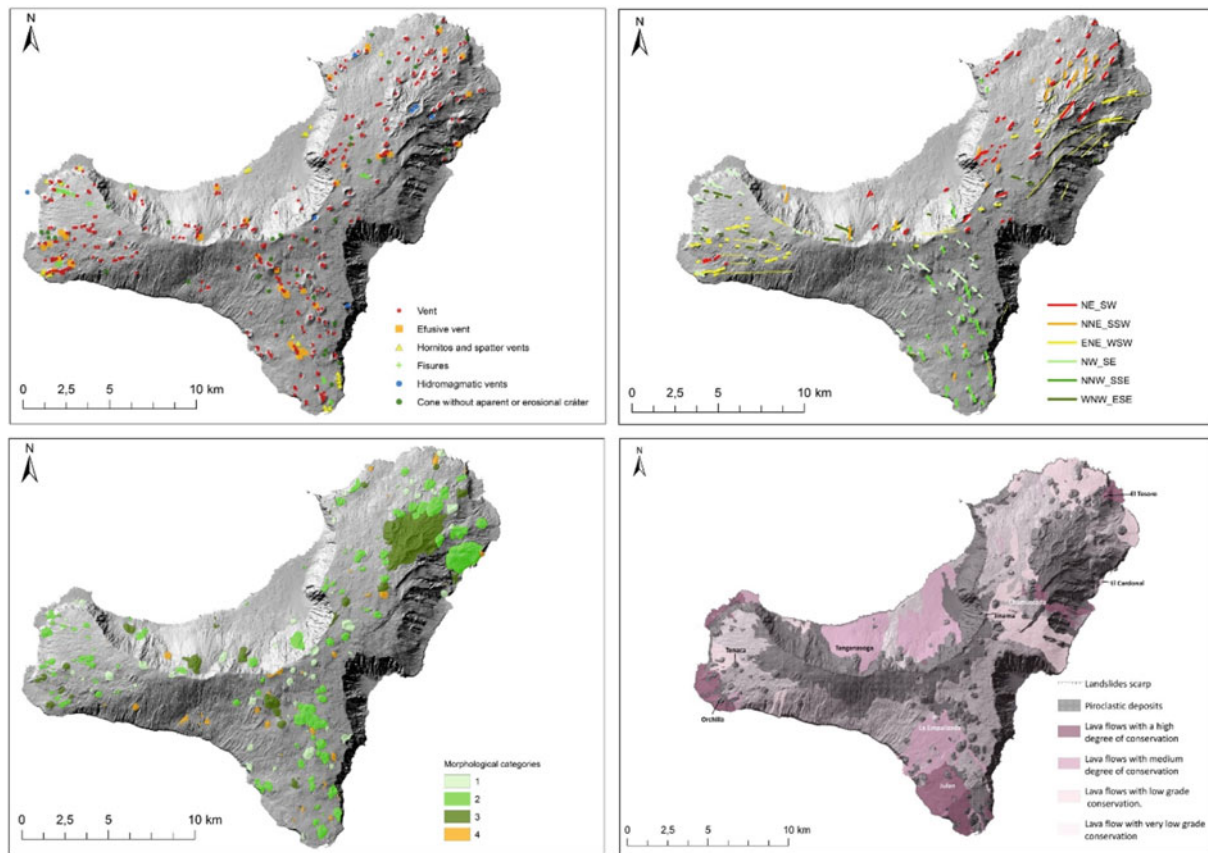 N
Vent
Efusive vent
Hornitos and spatter vents
Fisures
Hidromagmatic vents
Cone without aparent or erosional cráter
0 2,5 5 10 km
N
NE_SW
NNE_SSW
ENE_WSW
NW_SE
NNW_SSE
WNW_ESE
0 2,5 5 10 km
N
Morphological categories
1
2
3
4
0 2,5 5 10 km
N
El Tesoro
El Cardonal
Jinama
Tanganasoga
Tenaca
Orchilla
La Empalizada
Julan
Landslides scarp
Piroclastic deposits
Lava flows with a high
degree of conservation
Lava flows with medium
degree of conservation
Lava flows with low grade
conservation.
Lava flow with very low grade
conservation
0 2,5 5 10 km